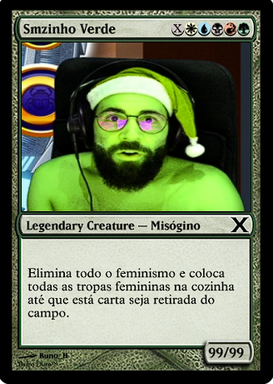 Smzinho Verde X
Legendary Creature — Misógino X
Elimina todo o feminismo e coloca
todas as tropas femininas na cozinha
até que está carta seja retirada do
campo.
99/99